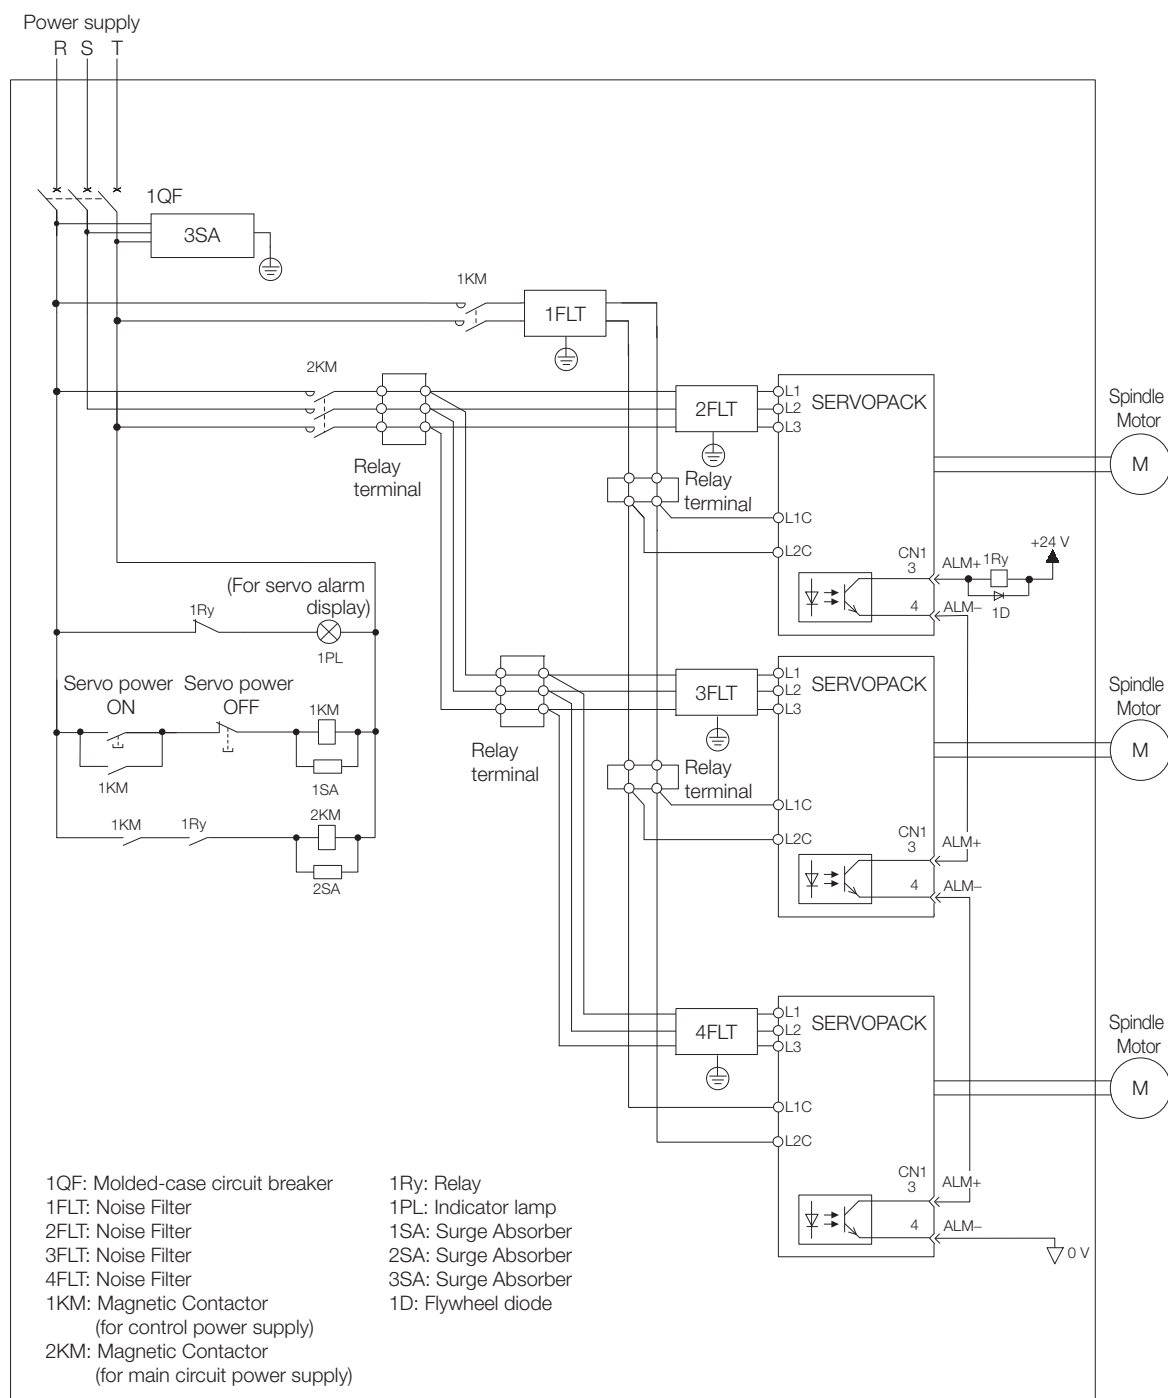 Power supply
R S T
1QF
3SA
1KM
1FLT
2KM
Relay
terminal
2FLT
L1
L2
L3
SERVOPACK
Spindle
Motor
M
Relay
terminal
L1C
L2C
CN1
3
4
ALM+
ALM–
1Ry
1D
+24 V
(For servo alarm
display)
1Ry
1PL
Servo power
ON
Servo power
OFF
1KM
1KM
1SA
1KM
1Ry
2KM
2SA
Relay
terminal
3FLT
L1
L2
L3
SERVOPACK
Spindle
Motor
M
Relay
terminal
L1C
L2C
CN1
3
4
ALM+
ALM–
4FLT
L1
L2
L3
SERVOPACK
Spindle
Motor
M
L1C
L2C
CN1
3
4
ALM+
ALM–
0 V
1QF: Molded-case circuit breaker
1FLT: Noise Filter
2FLT: Noise Filter
3FLT: Noise Filter
4FLT: Noise Filter
1KM: Magnetic Contactor
(for control power supply)
2KM: Magnetic Contactor
(for main circuit power supply)
1Ry: Relay
1PL: Indicator lamp
1SA: Surge Absorber
2SA: Surge Absorber
3SA: Surge Absorber
1D: Flywheel diode